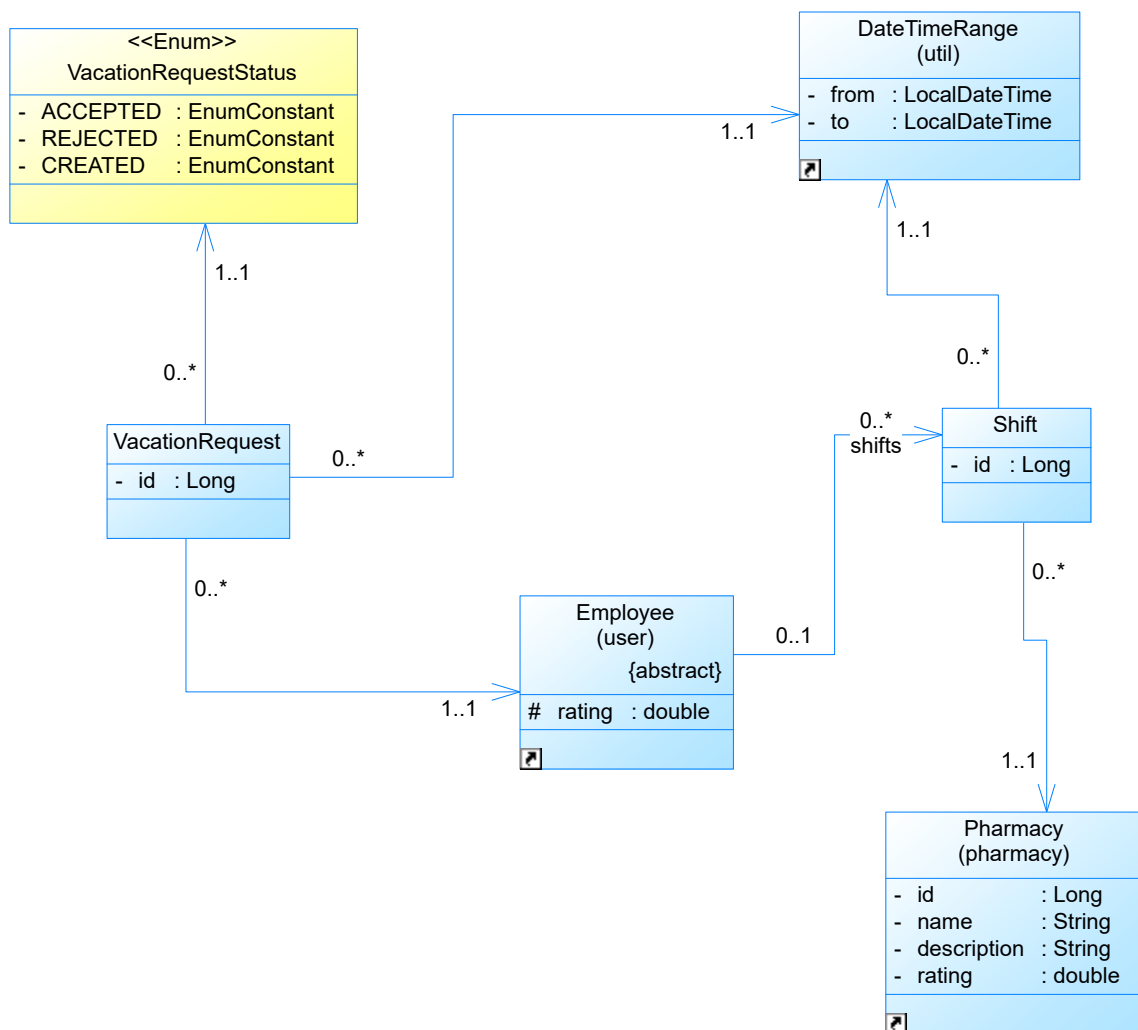 <<Enum>>
VacationRequestStatus
- ACCEPTED : EnumConstant
- REJECTED : EnumConstant
- CREATED : EnumConstant
DateTimeRange
(util)
- from : LocalDateTime
- to : LocalDateTime
1..1
1..1
1..1
0..*
0..*
VacationRequest
- id : Long
0..*
0..*
shifts
Shift
- id : Long
0..*
0..*
Employee
(user)
{abstract}
# rating : double
0..1
1..1
1..1
Pharmacy
(pharmacy)
- id : Long
- name : String
- description : String
- rating : double